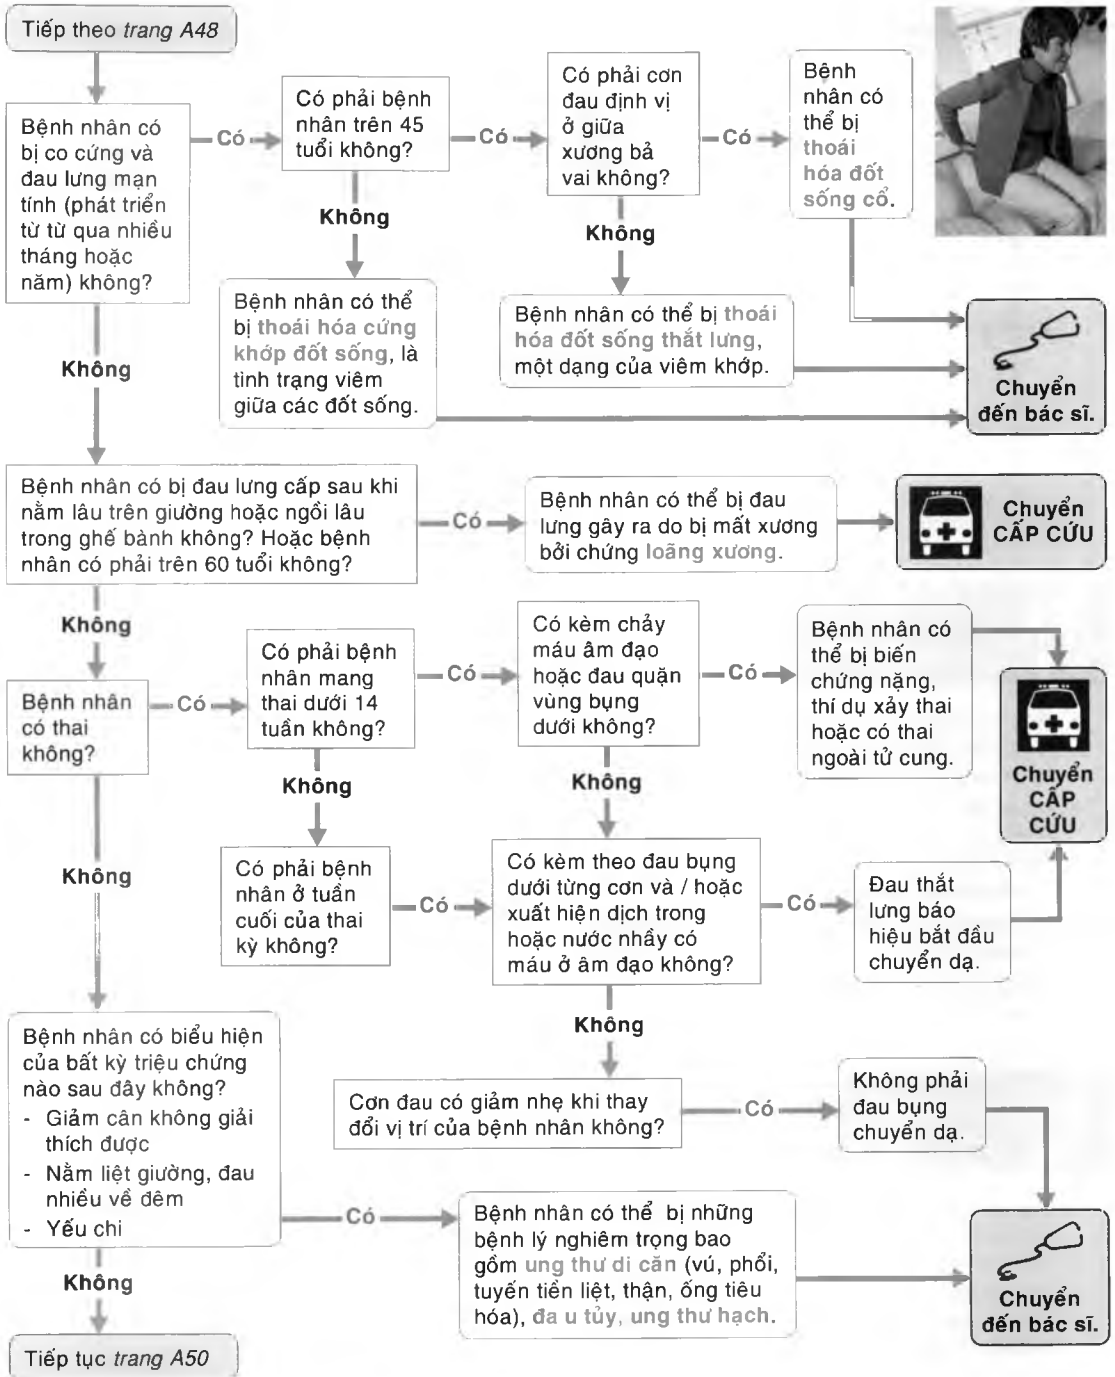 Tiếp theo trang A48
Bệnh nhân có
bị co cứng và
đau lưng mạn
tính (phát triển
từ từ qua nhiều
tháng hoặc
năm) không?
Có
Có phải bệnh
nhân trên 45
tuổi không?
Có
Có phải cơn
đau định vị
ở giữa
xương bả
vai không?
Có
Bệnh
nhân có
thể bị
thoái
hóa đốt
sống cổ.
Không
Không
Bệnh nhân có thể
bị thoái hóa cứng
khớp đốt sống, là
tình trạng viêm
giữa các đốt sống.
Bệnh nhân có thể bị thoái
hóa đốt sống thắt lưng,
một dạng của viêm khớp.
Chuyển
đến bác sĩ.
Không
Bệnh nhân có bị đau lưng cấp sau khi
nằm lâu trên giường hoặc ngồi lâu
trong ghế bành không? Hoặc bệnh
nhân có phải trên 60 tuổi không?
Có
Bệnh nhân có thể bị đau
lưng gây ra do bị mất xương
bởi chứng loãng xương.
Chuyển
CẤP CỨU
Không
Bệnh nhân
có thai
không?
Có
Có phải bệnh
nhân mang
thai dưới 14
tuần không?
Có
Có kèm chảy
máu âm đạo
hoặc đau quặn
vùng bụng
dưới không?
Có
Bệnh nhân có
thể bị biến
chứng nặng,
thí dụ xảy thai
hoặc có thai
ngoài tử cung.
Chuyển
CẤP
CỨU
Không
Không
Có phải bệnh
nhân ở tuần
cuối của thai
kỳ không?
Có
Có kèm theo đau bụng
dưới từng cơn và / hoặc
xuất hiện dịch trong
hoặc nước nhầy có
máu ở âm đạo không?
Có
Đau thắt
lưng báo
hiệu bắt đầu
chuyển dạ.
Không
Không
Cơn đau có giảm nhẹ khi thay
đổi vị trí của bệnh nhân không?
Có
Không phải
đau bụng
chuyển dạ.
Bệnh nhân có biểu hiện
của bất kỳ triệu chứng
nào sau đây không?
- Giảm cân không giải
thích được
- Nằm liệt giường, đau
nhiều về đêm
- Yếu chi
Có
Bệnh nhân có thể bị những
bệnh lý nghiêm trọng bao
gồm ung thư di căn (vú, phổi,
tuyến tiền liệt, thận, ống tiêu
hóa), đa u tủy, ung thư hạch.
Chuyển
đến bác sĩ.
Không
Tiếp tục trang A50